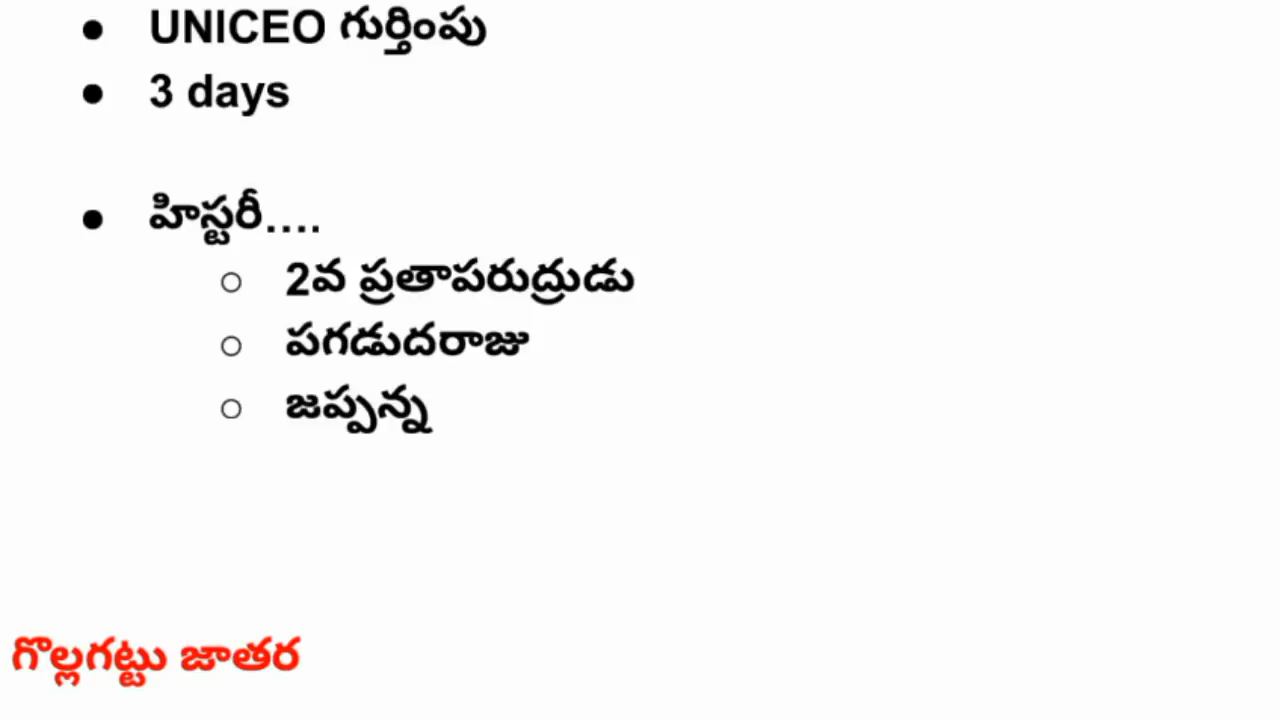 ● UNICEO గుర్తింపు
● 3 days
● హిస్టరీ....
○ 2వ ప్రతాపరుద్రుడు
○ పగడుదరాజు
○ జప్పన్న
గొల్లగట్టు జాతర